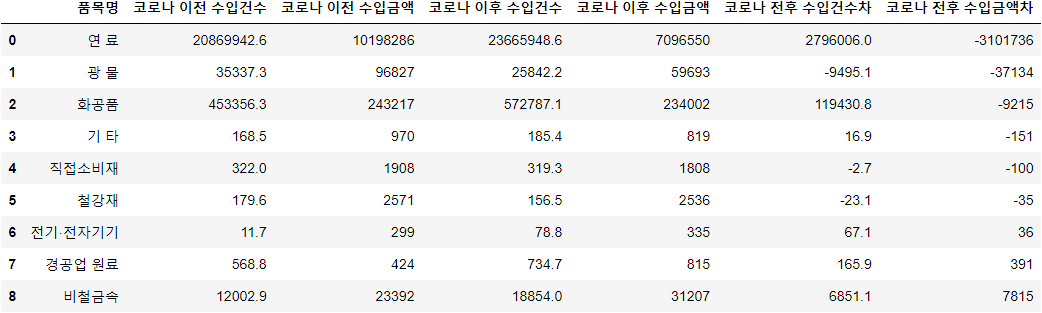 품목명 코로나 이전 수입건수 코로나 이전 수입금액 코로나 이후 수입건수 코로나 이후 수입금액 코로나 전후 수입건수차 코로나 전후 수입금액차
0 연 료 20869942.6 10198286 23665948.6 7096550 2796006.0 -3101736
1 광 물 35337.3 96827 25842.2 59693 -9495.1 -37134
2 화공품 453356.3 243217 572787.1 234002 119430.8 -9215
3 기 타 168.5 970 185.4 819 16.9 -151
4 직접소비재 322.0 1908 319.3 1808 -2.7 -100
5 철강재 179.6 2571 156.5 2536 -23.1 -35
6 전기·전자기기 11.7 299 78.8 335 67.1 36
7 경공업 원료 568.8 424 734.7 815 165.9 391
8 비철금속 12002.9 23392 18854.0 31207 6851.1 7815